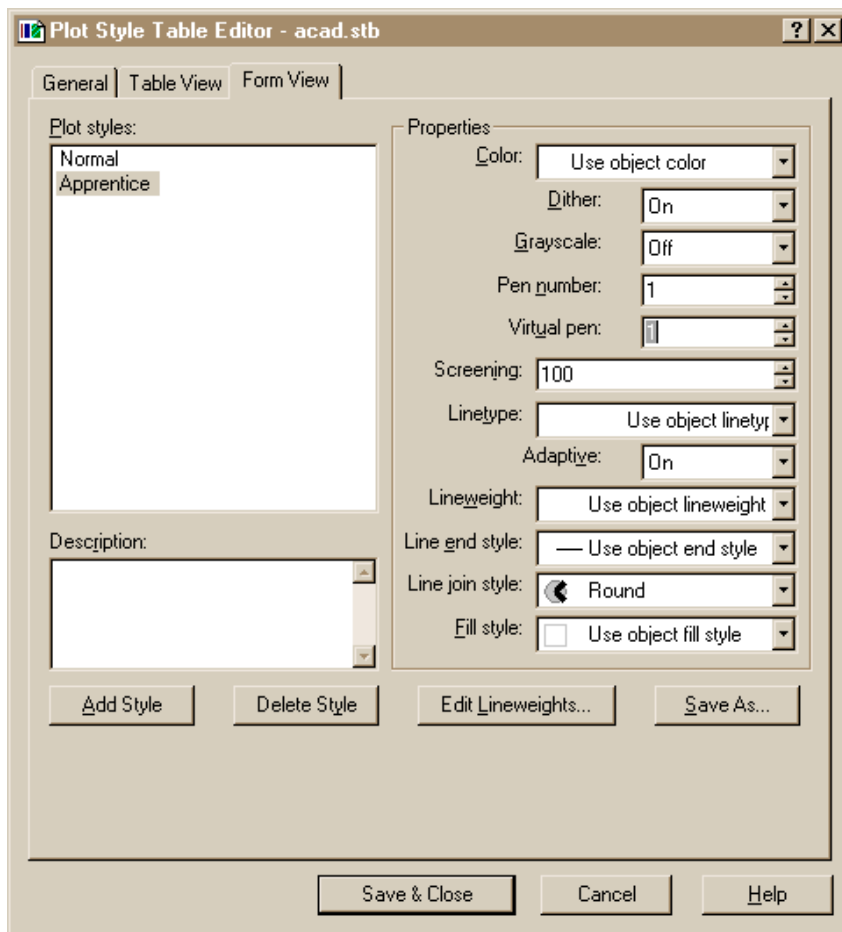 Plot Style Table Editor - acad.stb
General Table View Form View
Plot styles:
Normal
Apprentice
Description:
Properties
Color: Use object color
Dither: On
Grayscale: Off
Pen number: 1
Virtual pen: 1
Screening: 100
Linetype: Use object linetyp
Adaptive: On
Lineweight: Use object lineweight
Line end style: Use object end style
Line join style: Round
Fill style: Use object fill style
Add Style Delete Style Edit Lineweights... Save As...
Save & Close Cancel Help